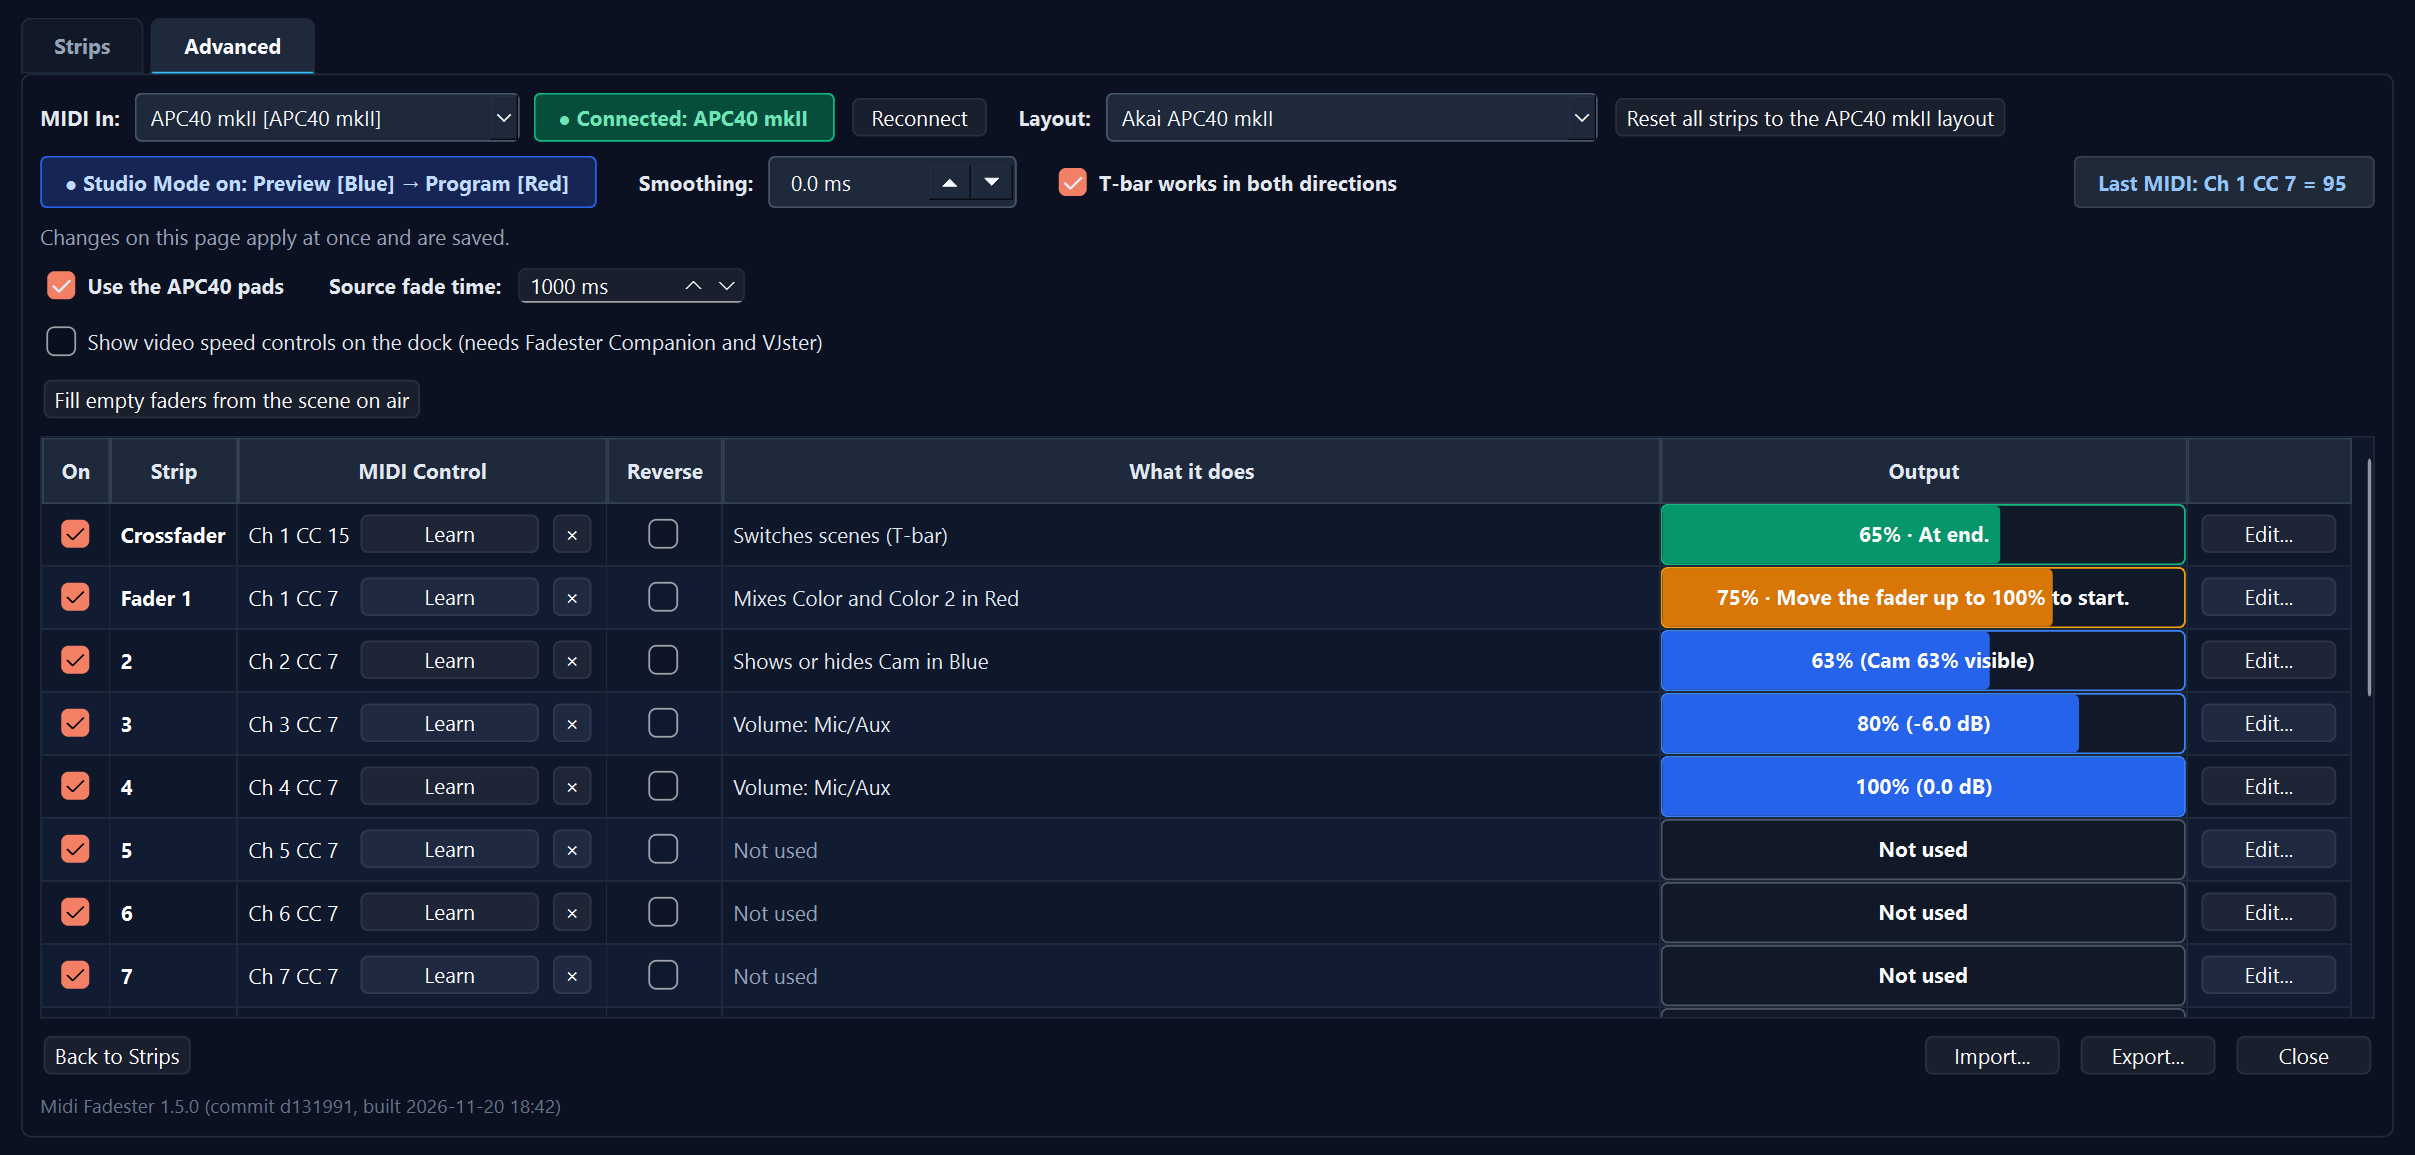 Strips Advanced
MIDI In: APC40 mkII [APC40 mkII] ● Connected: APC40 mkII Reconnect Layout: Akai APC40 mkII Reset all strips to the APC40 mkII layout
● Studio Mode on: Preview [Blue] → Program [Red] Smoothing: 0.0 ms T-bar works in both directions Last MIDI: Ch 1 CC 7 = 95
Changes on this page apply at once and are saved.
Use the APC40 pads Source fade time: 1000 ms
Show video speed controls on the dock (needs Fadester Companion and VJster)
Fill empty faders from the scene on air
On Strip MIDI Control Reverse What it does Output
Crossfader Ch 1 CC 15 Learn × Switches scenes (T-bar) 65% · At end. Edit...
Fader 1 Ch 1 CC 7 Learn × Mixes Color and Color 2 in Red 75% · Move the fader up to 100% to start. Edit...
2 Ch 2 CC 7 Learn × Shows or hides Cam in Blue 63% (Cam 63% visible) Edit...
3 Ch 3 CC 7 Learn × Volume: Mic/Aux 80% (-6.0 dB) Edit...
4 Ch 4 CC 7 Learn × Volume: Mic/Aux 100% (0.0 dB) Edit...
5 Ch 5 CC 7 Learn × Not used Not used Edit...
6 Ch 6 CC 7 Learn × Not used Not used Edit...
7 Ch 7 CC 7 Learn × Not used Not used Edit...
Back to Strips Import... Export... Close
Midi Fadester 1.5.0 (commit d131991, built 2026-11-20 18:42)